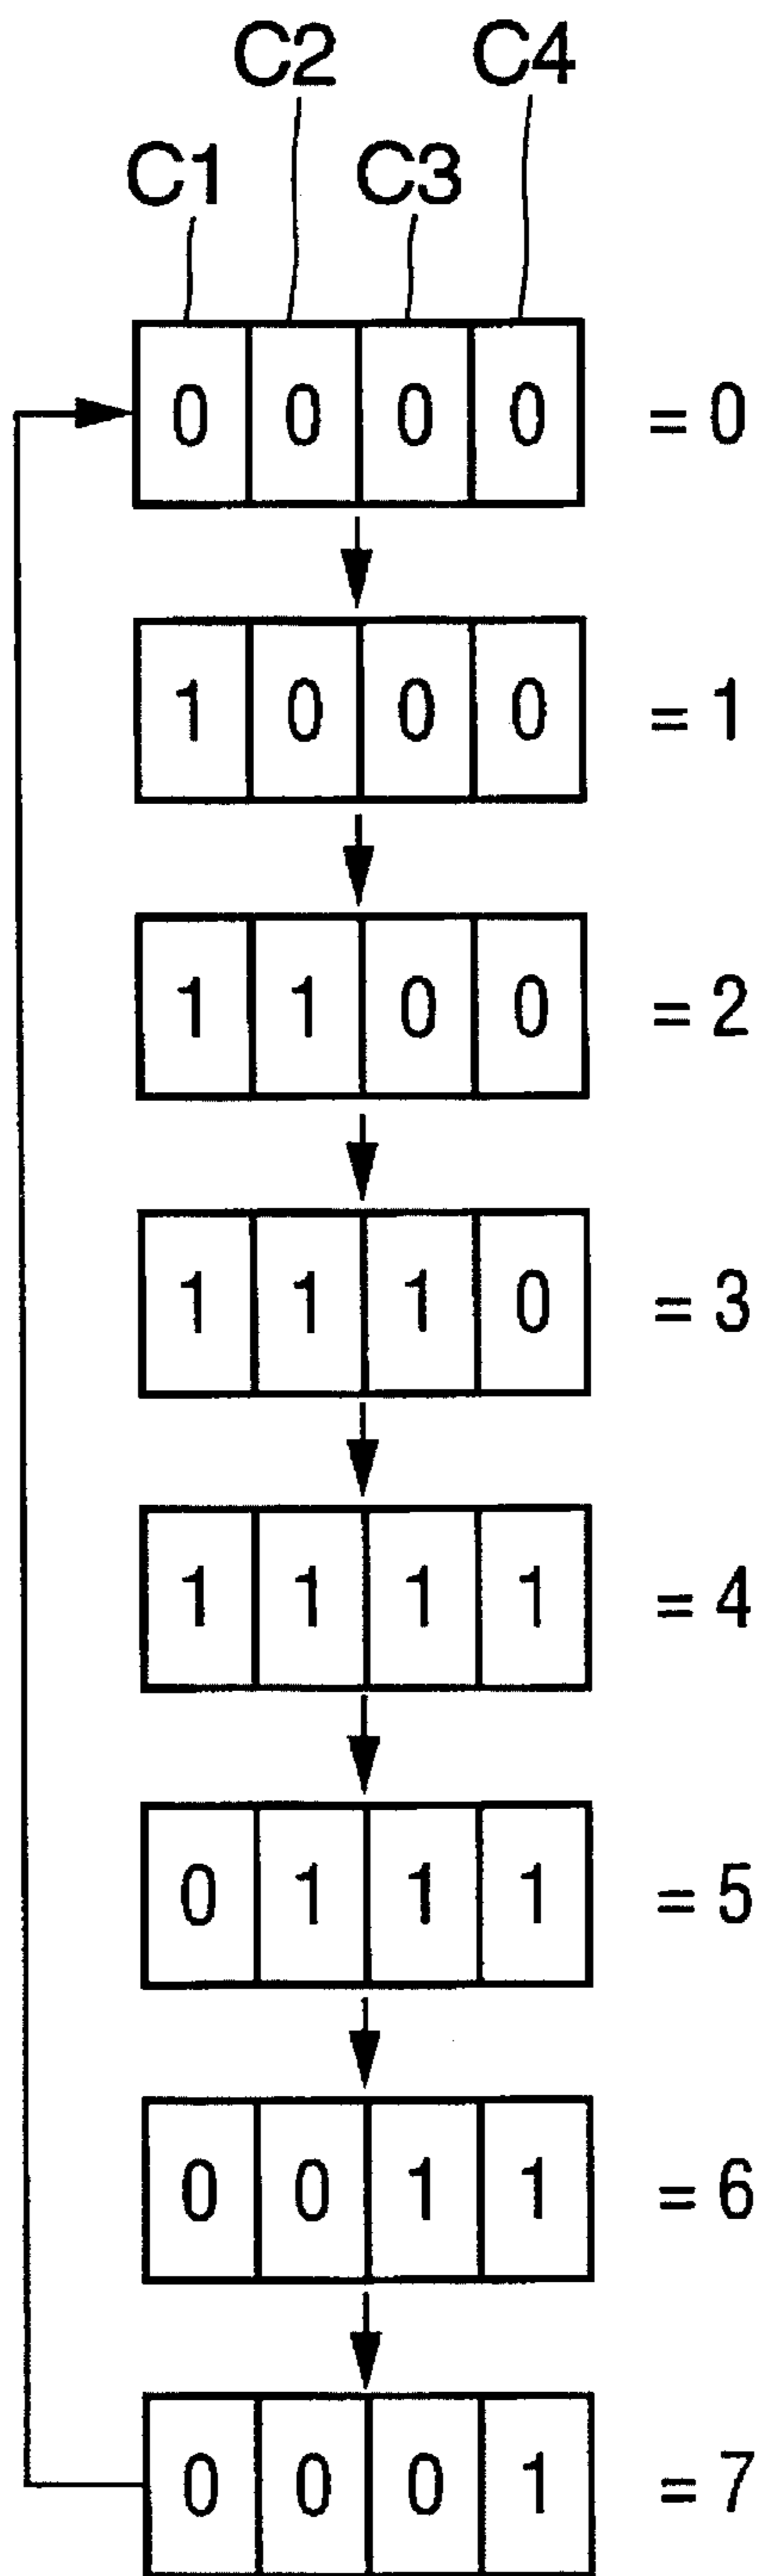 C2 C4
C1 C3
0 0 0 0 = 0
1 0 0 0 = 1
1 1 0 0 = 2
1 1 1 0 = 3
1 1 1 1 = 4
0 1 1 1 = 5
0 0 1 1 = 6
0 0 0 1 = 7